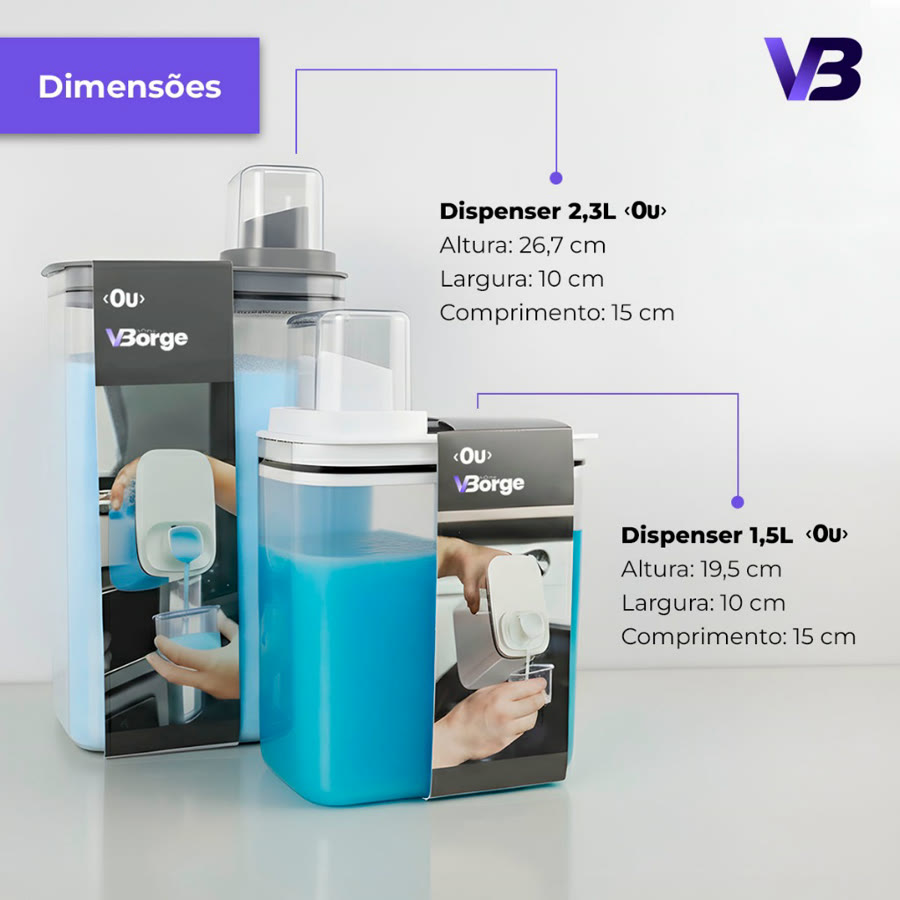 Dimensões
VB
Dispenser 2,3L ‹Ou›
Altura: 26,7 cm
Largura: 10 cm
Comprimento: 15 cm
‹Ou›
VBorge
‹Ou›
VBorge
Dispenser 1,5L ‹Ou›
Altura: 19,5 cm
Largura: 10 cm
Comprimento: 15 cm